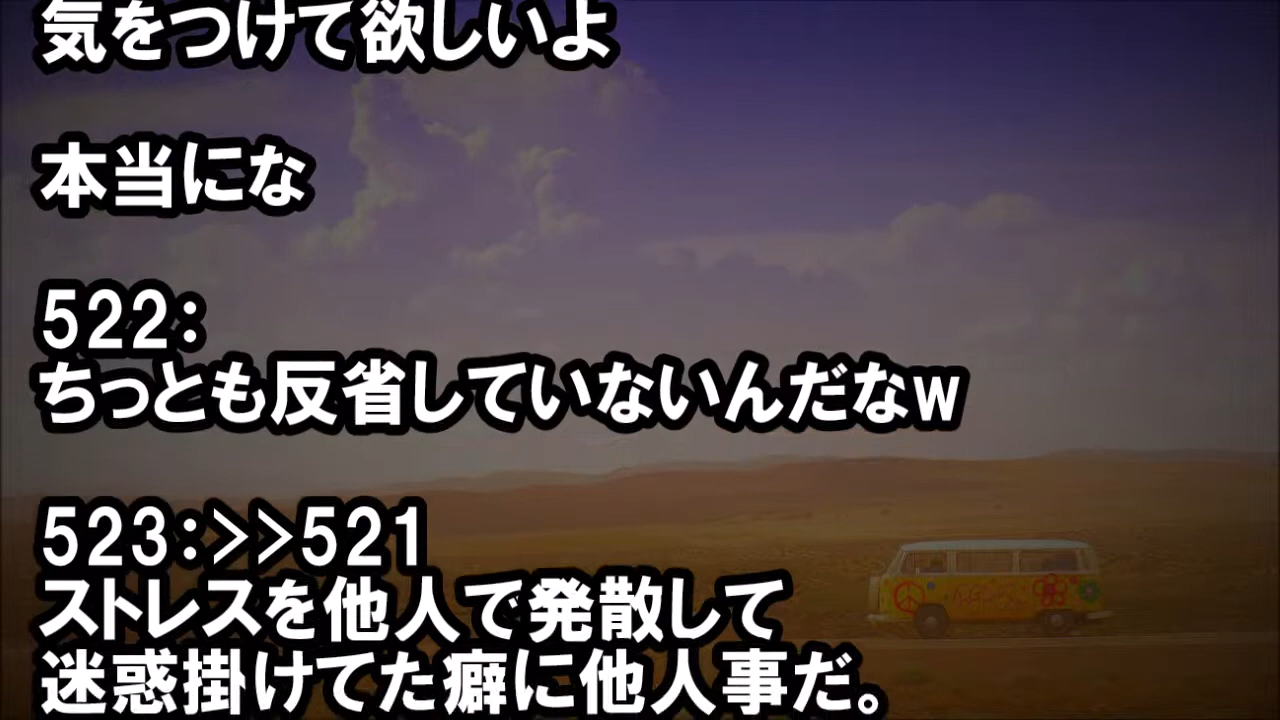 気をつけて欲しいよ
本当にな
522:
ちっとも反省していないんだなw
523:>>521
ストレスを他人で発散して
迷惑掛けてた癖に他人事だ。